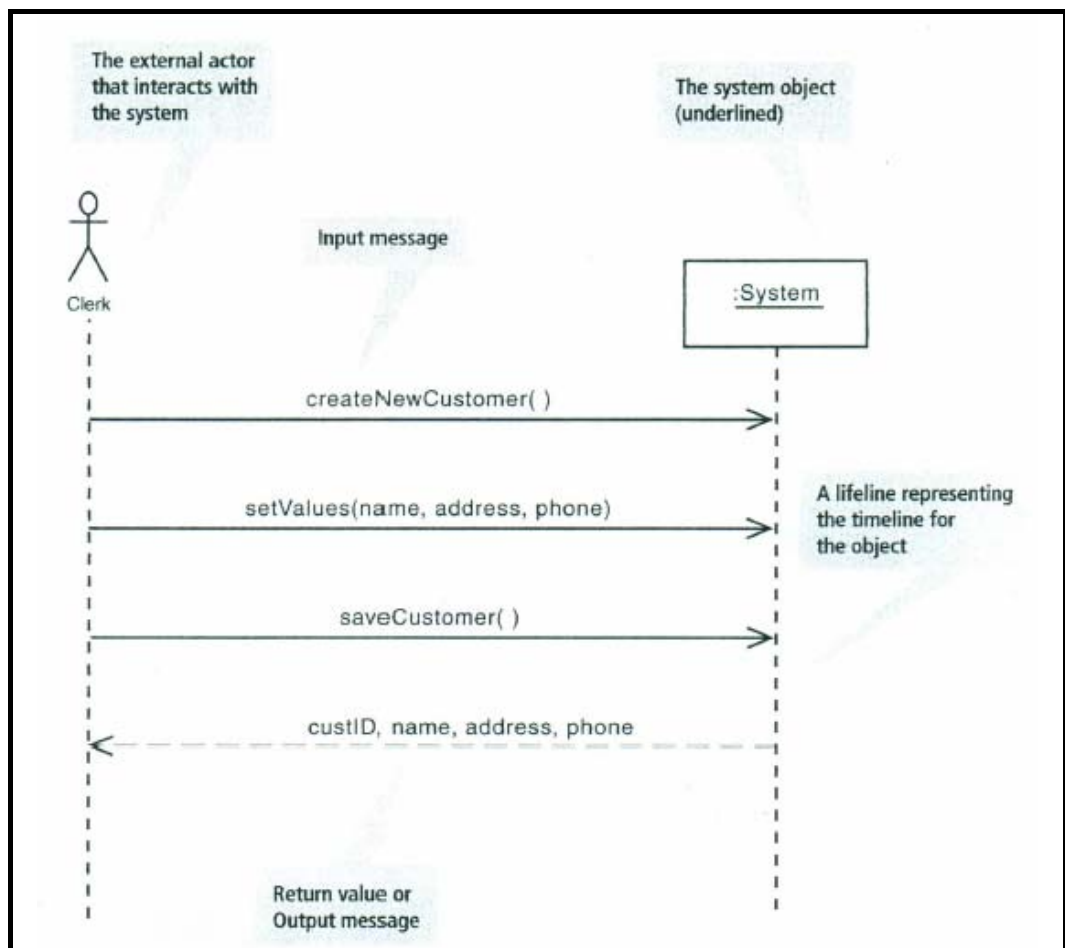 The external actor
that interacts with
the system
The system object
(underlined)
Input message
Clerk
:System
createNewCustomer( )
setValues(name, address, phone)
A lifeline representing
the timeline for
the object
saveCustomer( )
custID, name, address, phone
Return value or
Output message